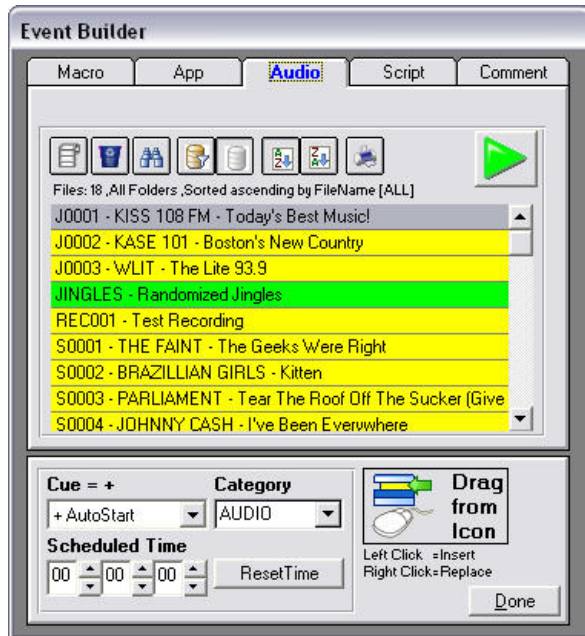 Event Builder
Macro App Audio Script Comment
Files: 18 ,All Folders ,Sorted ascending by FileName [ALL]
J0001 - KISS 108 FM - Today's Best Music!
J0002 - KASE 101 - Boston's New Country
J0003 - WLIT - The Lite 93.9
JINGLES - Randomized Jingles
REC001 - Test Recording
S0001 - THE FAINT - The Geeks Were Right
S0002 - BRAZILLIAN GIRLS - Kitten
S0003 - PARLIAMENT - Tear The Roof Off The Sucker (Give
S0004 - JOHNNY CASH - I've Been Everywhere
Cue = + Category
+ AutoStart AUDIO
Scheduled Time
00 00 00 ResetTime
Drag
from
Icon
Left Click =Insert
Right Click=Replace
Done